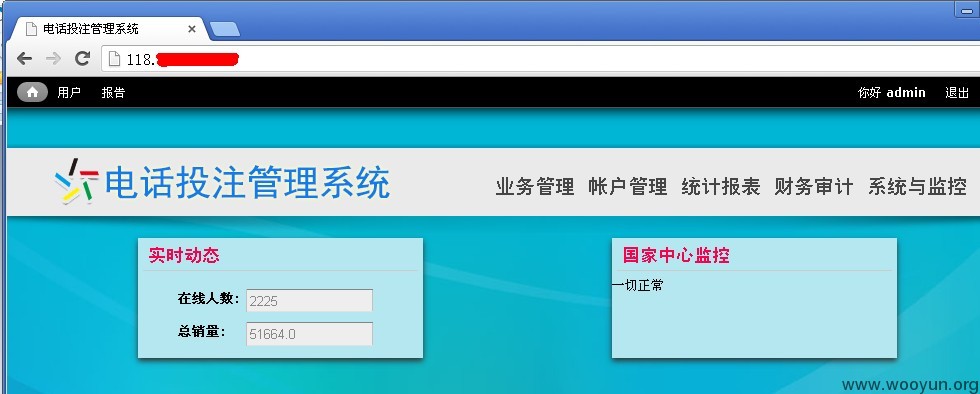 电话投注管理系统
118.
用户 报告 你好 admin 退出
电话投注管理系统
业务管理 帐户管理 统计报表 财务审计 系统与监控
实时动态
在线人数: 2225
总销量: 51664.0
国家中心监控
一切正常
www.wooyun.org